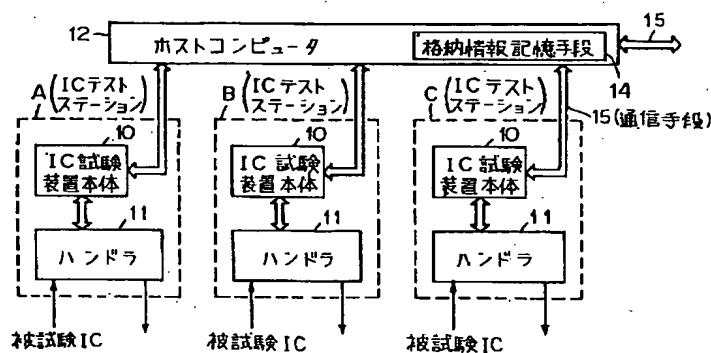 12
ホストコンピュータ
格納情報記憶手段
15
14
A (ICテスト
ステーション)
B (ICテスト
ステーション)
C (ICテスト
ステーション)
15(通信手段)
10
IC試験
装置本体
10
IC試験
装置本体
10
IC試験
装置本体
11
ハンドラ
11
ハンドラ
11
ハンドラ
被試験IC
被試験IC
被試験IC